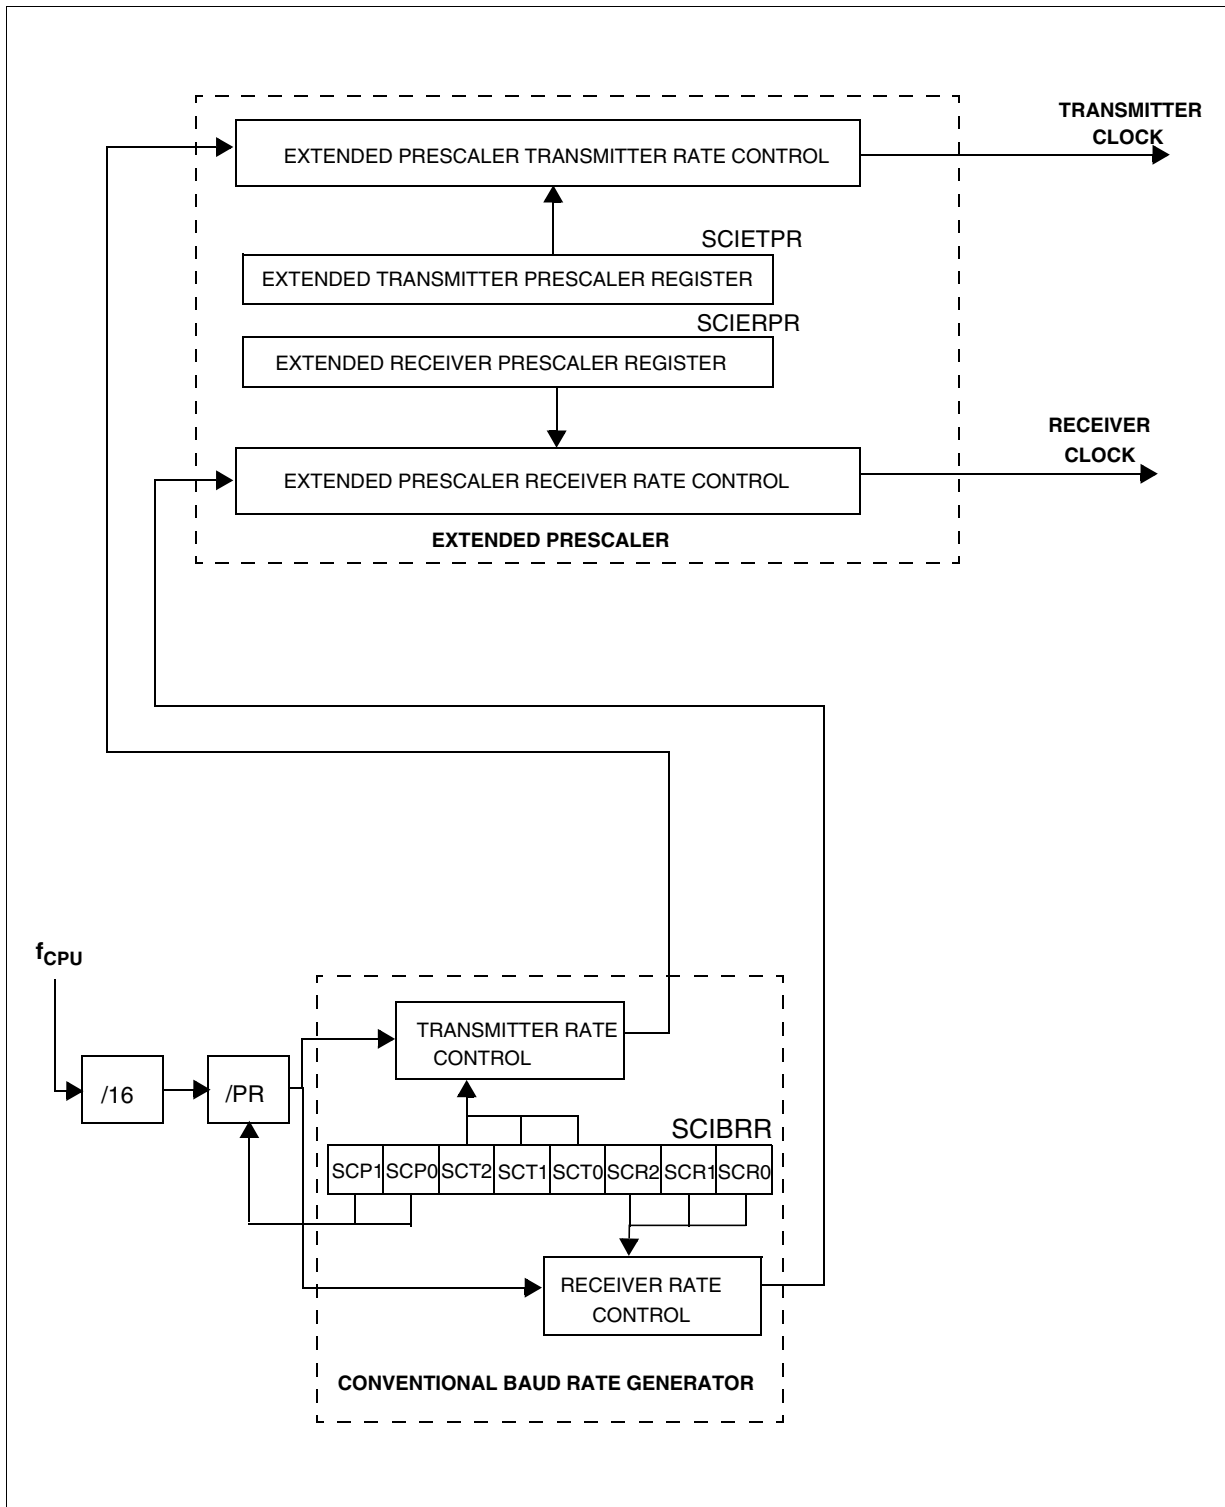 TRANSMITTER
CLOCK
EXTENDED PRESCALER TRANSMITTER RATE CONTROL
SCIETPR
EXTENDED TRANSMITTER PRESCALER REGISTER
SCIERPR
EXTENDED RECEIVER PRESCALER REGISTER
RECEIVER
CLOCK
EXTENDED PRESCALER RECEIVER RATE CONTROL
EXTENDED PRESCALER
fCPU
TRANSMITTER RATE
CONTROL
/16
/PR
SCIBRR
SCP1 SCP0 SCT2 SCT1 SCT0 SCR2 SCR1 SCR0
RECEIVER RATE
CONTROL
CONVENTIONAL BAUD RATE GENERATOR